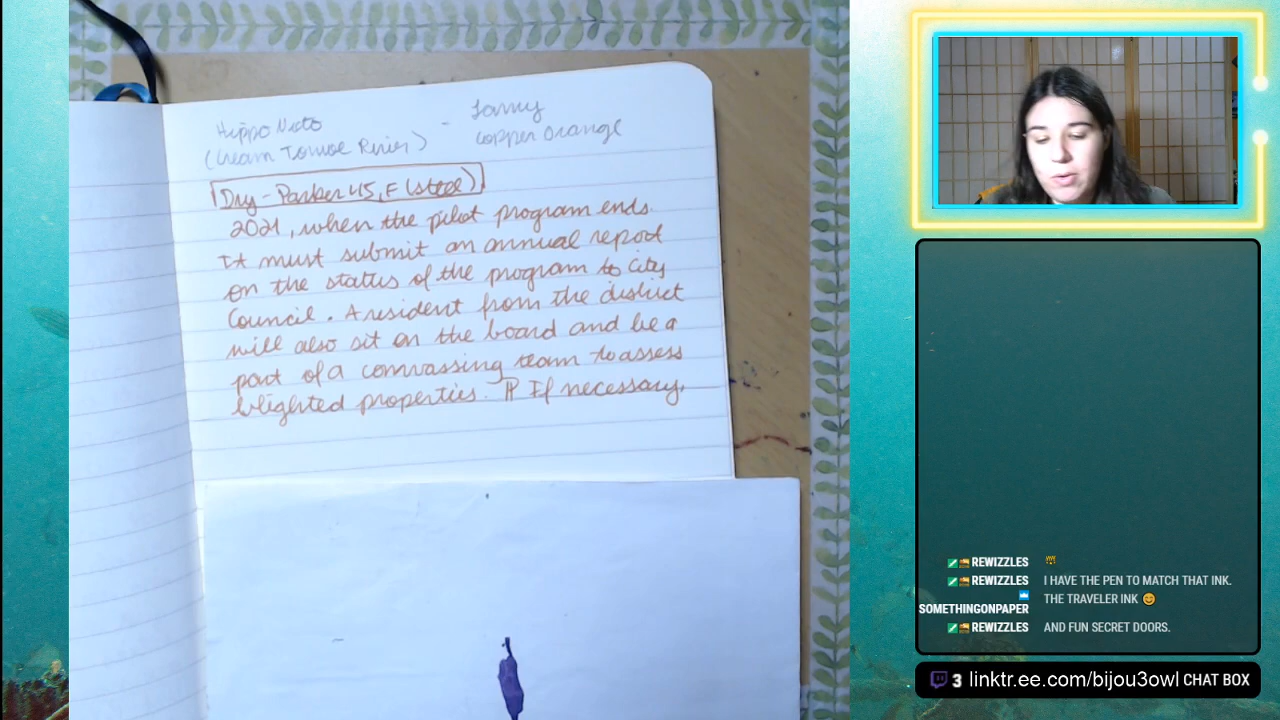 Hippo Noto
(Cream Tomoe River)
- Lamy
Copper Orange
Dry - Parker 45, F (steel)
2021, when the pilot program ends.
It must submit an annual report
on the status of the program to city
council. A resident from the district
will also sit on the board and be a
part of a canvassing team to assess
blighted properties. ℙ If necessary,
REWIZZLES
REWIZZLES I HAVE THE PEN TO MATCH THAT INK.
SOMETHINGONPAPER THE TRAVELER INK 😊
REWIZZLES AND FUN SECRET DOORS.
3 linktr.ee.com/bijou3owl CHAT BOX